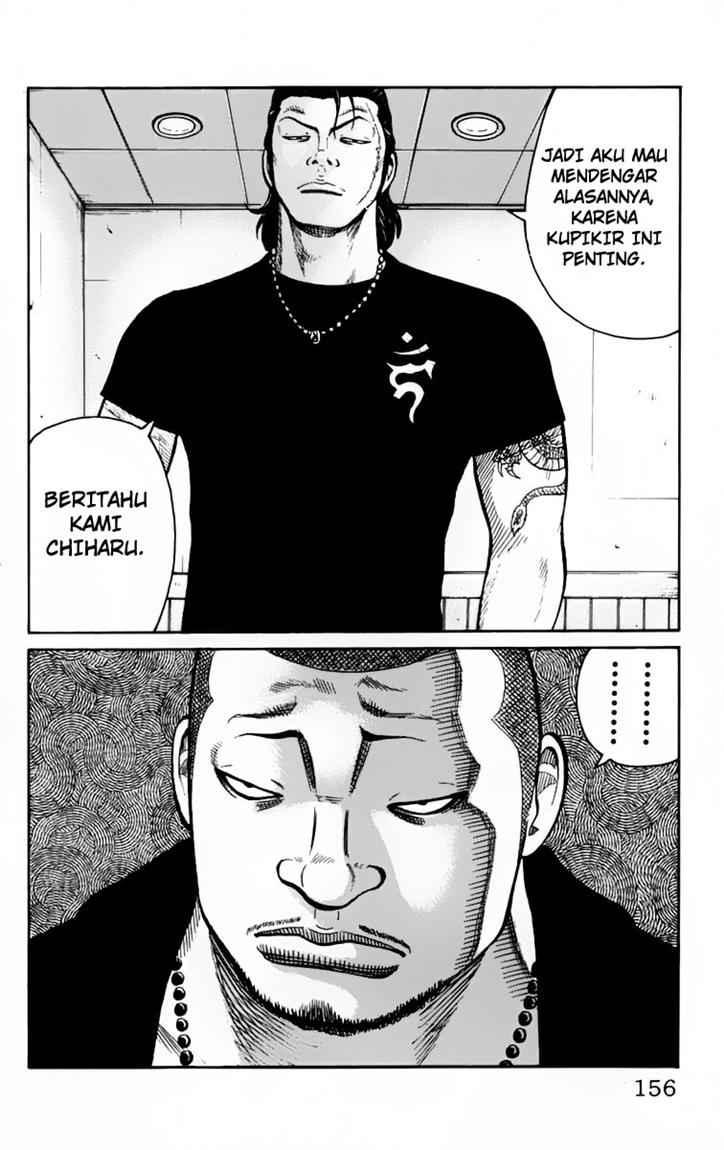 JADI AKU MAU
MENDENGAR
ALASANNYA,
KARENA
KUPIKIR INI
PENTING.
BERITAHU
KAMI
CHIHARU.
156